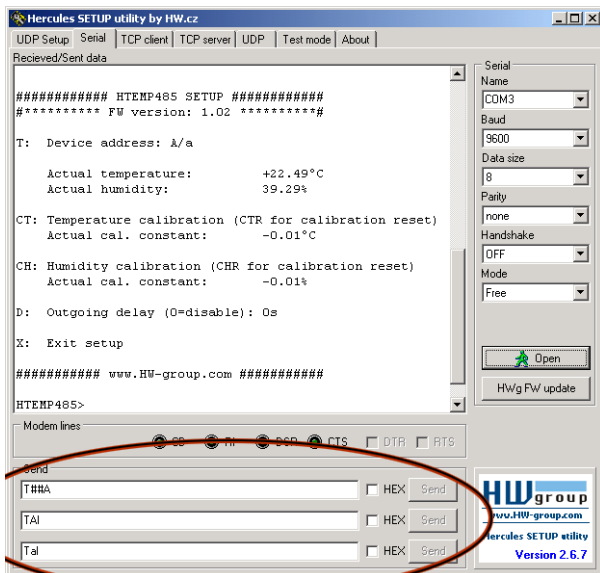 Hercules SETUP utility by HW.cz
UDP Setup Serial TCP client TCP server UDP Test mode About
Recieved/Sent data
############ HTEMP485 SETUP ############
#********** FW version: 1.02 **********#
T: Device address: A/a
Actual temperature: +22.49°C
Actual humidity: 39.29%
CT: Temperature calibration (CTR for calibration reset)
Actual cal. constant: -0.01°C
CH: Humidity calibration (CHR for calibration reset)
Actual cal. constant: -0.01%
D: Outgoing delay (0=disable): 0s
X: Exit setup
########### www.HW-group.com ###########
HTEMP485>
Serial
Name
COM3
Baud
9600
Data size
8
Parity
none
Handshake
OFF
Mode
Free
Open
HWg FW update
Modem lines
CD RI DSR CTS DTR RTS
Send
T##A HEX Send
TAI HEX Send
TaI HEX Send
HW group
www.HW-group.com
Hercules SETUP utility
Version 2.6.7